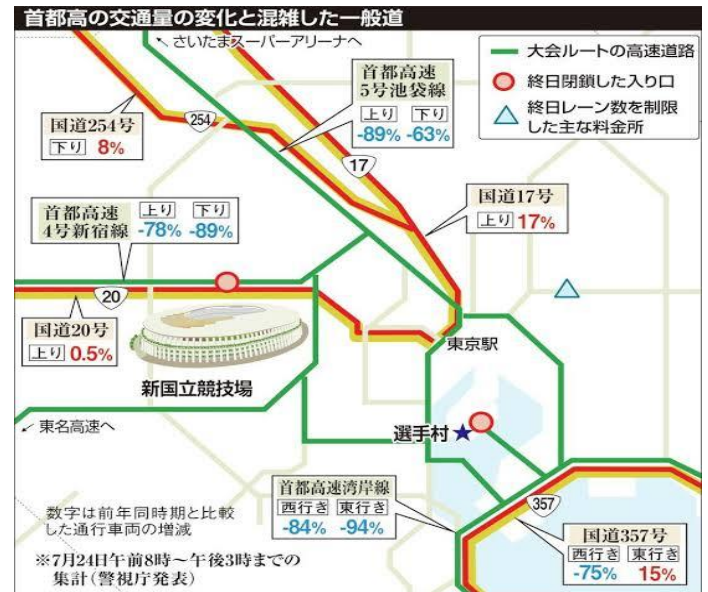 首都高の交通量の変化と混雑した一般道
さいたまスーパーアリーナへ
大会ルートの高速道路
終日閉鎖した入り口
終日レーン数を制限
した主な料金所
首都高速
5号池袋線
上り 下り
-89% -63%
国道254号
下り 8%
254
17
国道17号
上り 17%
首都高速
4号新宿線
上り 下り
-78% -89%
20
国道20号
上り 0.5%
新国立競技場
東京駅
東名高速へ
選手村
首都高速湾岸線
西行き 東行き
-84% -94%
357
国道357号
西行き 東行き
-75% 15%
数字は前年同時期と比較
した通行車両の増減
※7月24日午前8時~午後3時までの
集計(警視庁発表)